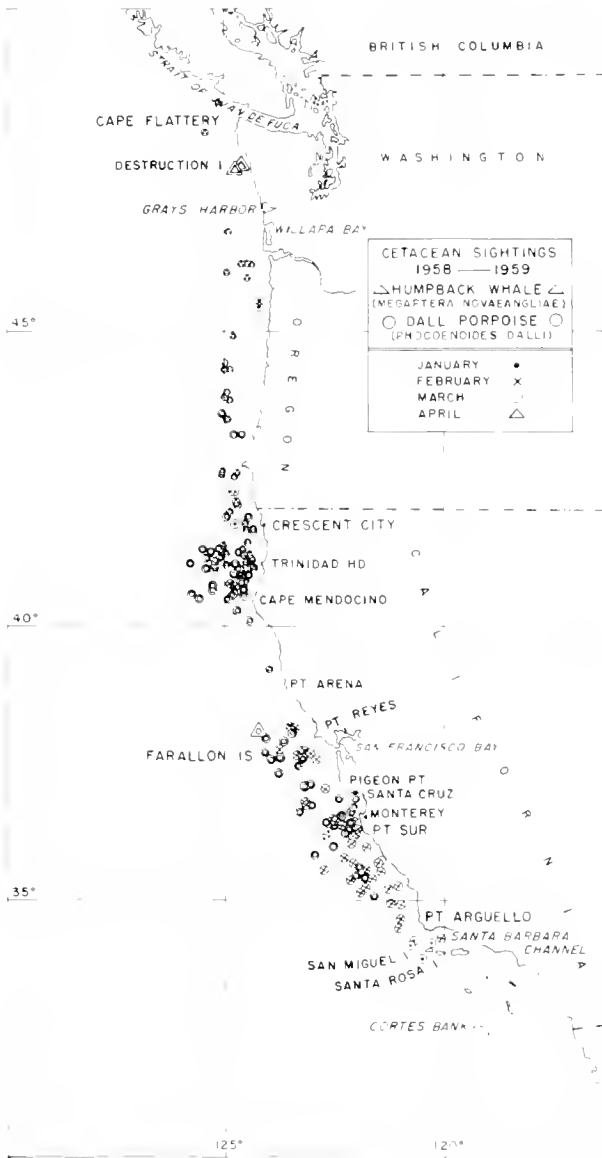 BRITISH COLUMBIA
STRAIT OF JUAN DE FUCA
CAPE FLATTERY
WASHINGTON
DESTRUCTION I
GRAYS HARBOR
WILLAPA BAY
CETACEAN SIGHTINGS
1958 — 1959
HUMPBACK WHALE
(MEGAPTERA NOVAEANGLIAE)
DALL PORPOISE
(PHOCOENOIDES DALLI)
JANUARY
FEBRUARY
MARCH
APRIL
45°
OREGON
CRESCENT CITY
TRINIDAD HD
CAPE MENDOCINO
40°
PT ARENA
PT REYES
SAN FRANCISCO BAY
FARALLON IS
PIGEON PT
SANTA CRUZ
MONTEREY
PT SUR
35°
PT ARGUELLO
SANTA BARBARA
CHANNEL
SAN MIGUEL
SANTA ROSA
CORTES BANK
125°
120°